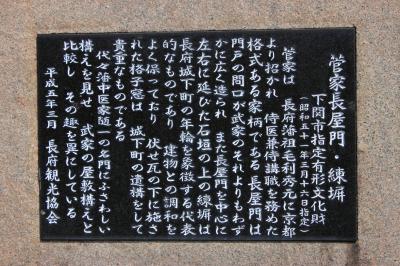 管家長屋門・練塀
下関市指定有形文化財
(昭和五十一年三月十六日指定)
管家は 長府藩祖毛利秀元に京都
より招かれ 侍医兼侍講職を務めた
格式ある家柄である 長屋門は
門戸の間口が武家のそれよりもわず
かに広く造られ また長屋門を中心に
左右に延びた石垣の上の練塀は
長府城下町の年輪を象徴する代表
的なものであり 建物との調和を
よく保っており 伏せ瓦の下に施さ
れた格子窓は 城下町の遺構として
貴重なものである
代々藩中医家随一の名門にふさわしい
構えを見せ 武家の屋敷構えと
比較し その趣を異にしている
平成五年三月 長府観光協会